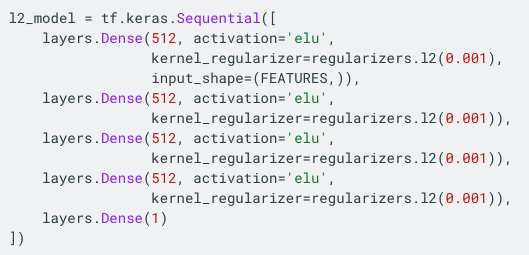 l2_model = tf.keras.Sequential([
    layers.Dense(512, activation='elu',
                 kernel_regularizer=regularizers.l2(0.001),
                 input_shape=(FEATURES,)),
    layers.Dense(512, activation='elu',
                 kernel_regularizer=regularizers.l2(0.001)),
    layers.Dense(512, activation='elu',
                 kernel_regularizer=regularizers.l2(0.001)),
    layers.Dense(512, activation='elu',
                 kernel_regularizer=regularizers.l2(0.001)),
    layers.Dense(1)
])